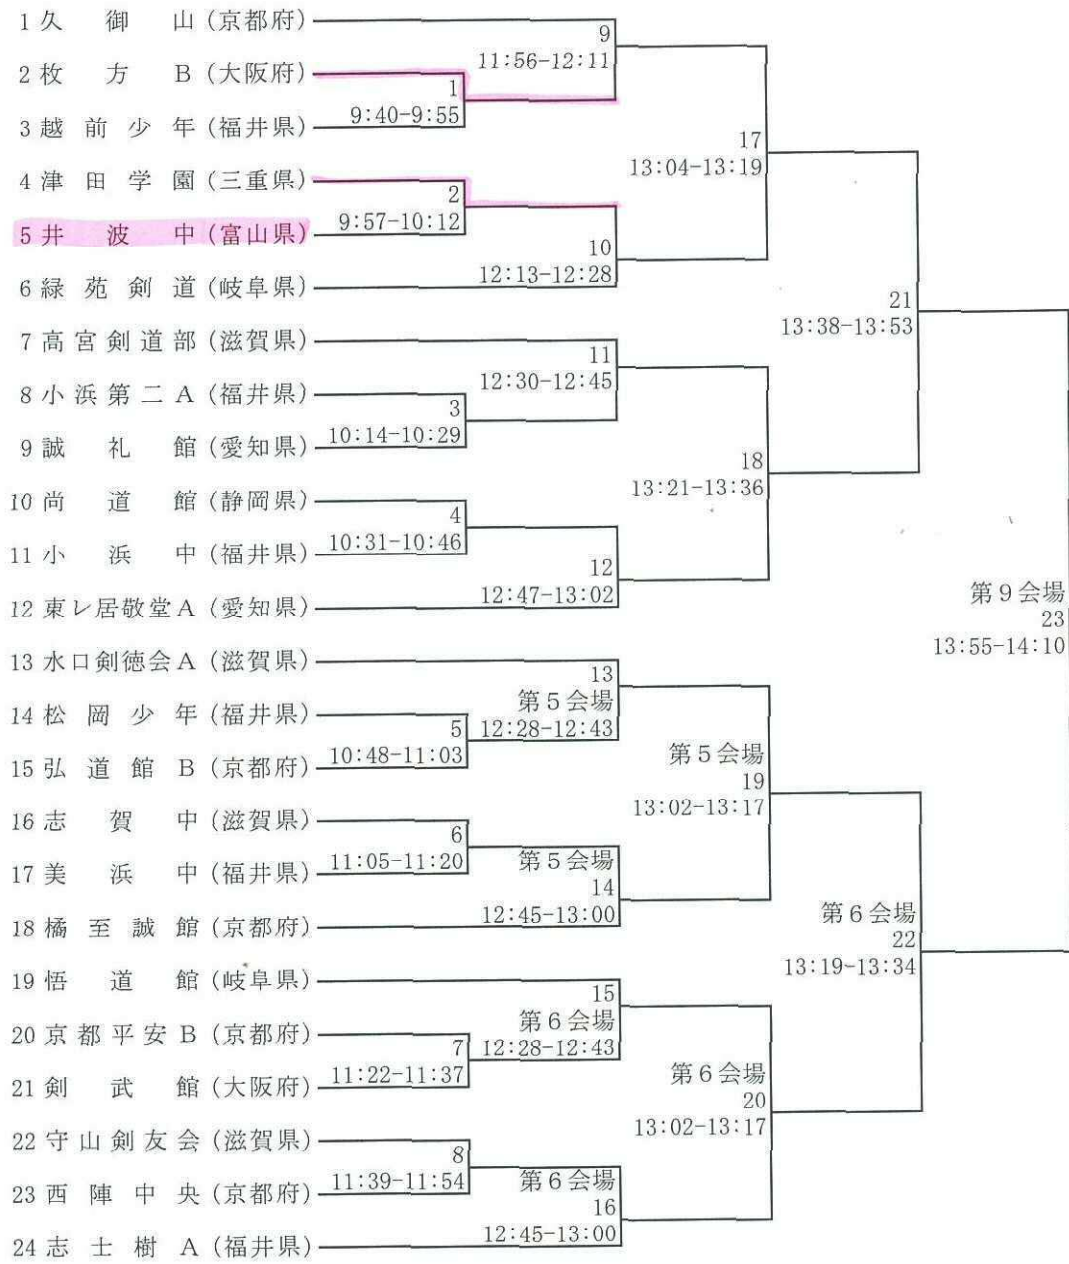 1 久御山 (京都府)
9
11:56-12:11
2 枚方B (大阪府)
1
9:40-9:55
3 越前少年 (福井県)
17
13:04-13:19
4 津田学園 (三重県)
2
9:57-10:12
5 井波中 (富山県)
10
12:13-12:28
6 緑苑剣道 (岐阜県)
21
13:38-13:53
7 高宮剣道部 (滋賀県)
11
12:30-12:45
8 小浜第二A (福井県)
3
10:14-10:29
9 誠礼館 (愛知県)
18
13:21-13:36
10 尚道館 (静岡県)
4
10:31-10:46
11 小浜中 (福井県)
12
12:47-13:02
12 東レ居敬堂A (愛知県)
第9会場
23
13:55-14:10
13 水口剣徳会A (滋賀県)
13
第5会場
12:28-12:43
14 松岡少年 (福井県)
5
10:48-11:03
15 弘道館B (京都府)
第5会場
19
13:02-13:17
16 志賀中 (滋賀県)
6
11:05-11:20
17 美浜中 (福井県)
第5会場
14
12:45-13:00
18 橘至誠館 (京都府)
第6会場
22
13:19-13:34
19 悟道館 (岐阜県)
15
第6会場
12:28-12:43
20 京都平安B (京都府)
7
11:22-11:37
21 剣武館 (大阪府)
第6会場
20
13:02-13:17
22 守山剣友会 (滋賀県)
8
11:39-11:54
23 西陣中央 (京都府)
第6会場
16
12:45-13:00
24 志士樹A (福井県)